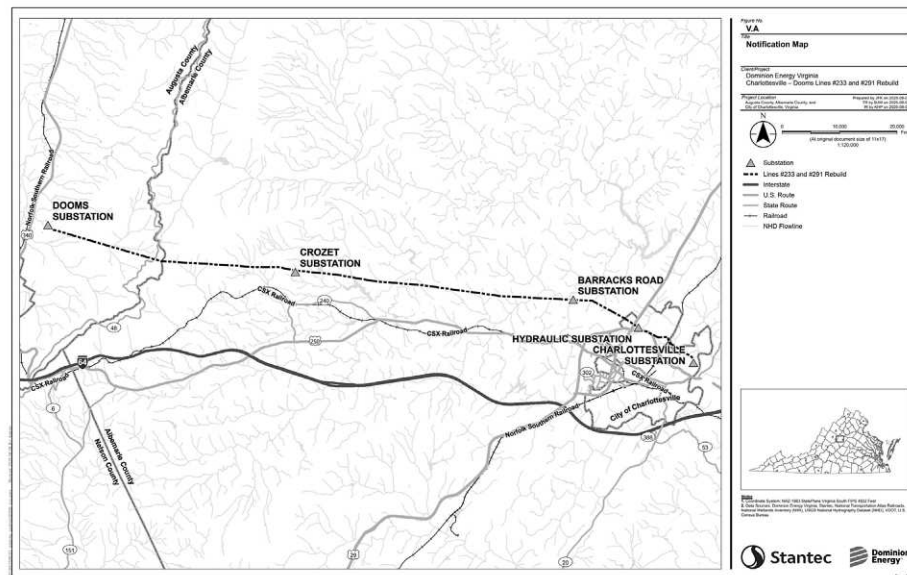 Figure No.
V.A
Title
Notification Map
Client/Project
Dominion Energy Virginia
Charlottesville – Dooms Lines #233 and #291 Rebuild
Project Location
Augusta County, Albemarle County, and
City of Charlottesville, Virginia
N
(At original document size of 11x17)
1:120,000
Substation
Lines #233 and #291 Rebuild
Interstate
U.S. Route
State Route
Railroad
NHD Flowline
Augusta County
Albemarle County
Norfolk Southern Railroad
340
DOOMS
SUBSTATION
CROZET
SUBSTATION
BARRACKS ROAD
SUBSTATION
HYDRAULIC SUBSTATION
CHARLOTTESVILLE
SUBSTATION
CSX Railroad
240
CSX Railroad
250
48
CSX Railroad
6
Albemarle County
Nelson County
151
Norfolk Southern Railroad
302
CSX Railroad
City of Charlottesville
53
29
20
Notes
Stantec
Dominion
Energy